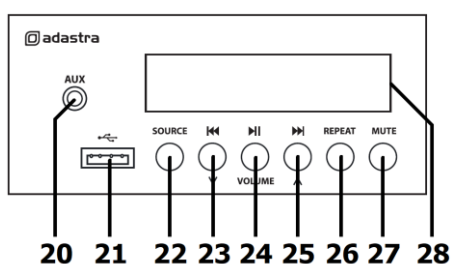 adastra
AUX
SOURCE REPEAT MUTE
VOLUME
20 21 22 23 24 25 26 27 28